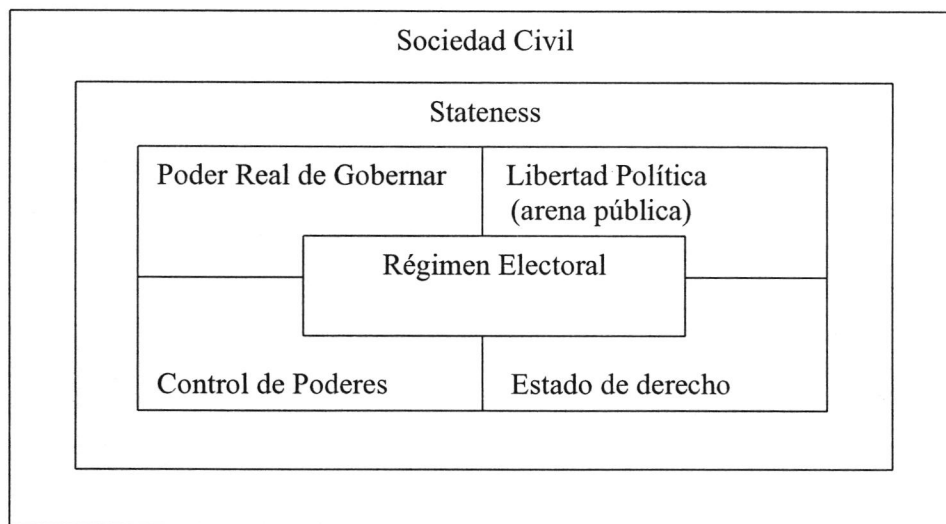 Sociedad Civil
Stateness
Poder Real de Gobernar
Libertad Política
(arena pública)
Régimen Electoral
Control de Poderes
Estado de derecho